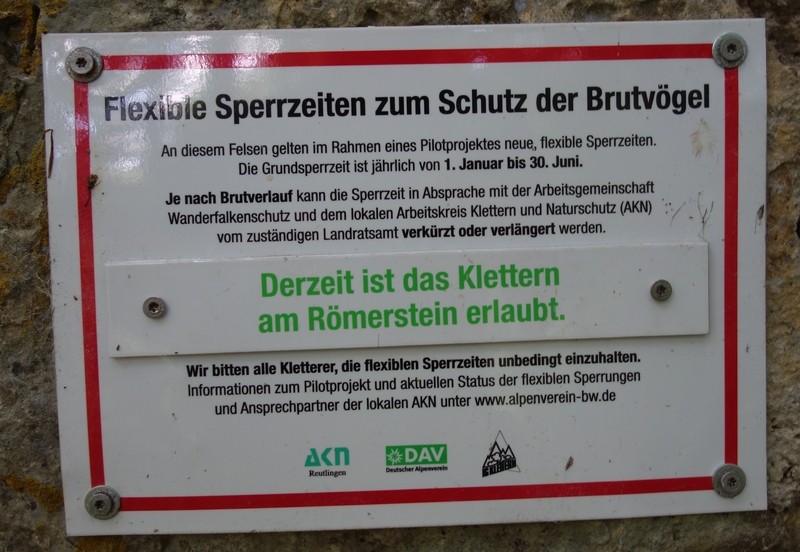 Flexible Sperrzeiten zum Schutz der Brutvögel
An diesem Felsen gelten im Rahmen eines Pilotprojektes neue, flexible Sperrzeiten.
Die Grundsperrzeit ist jährlich von 1. Januar bis 30. Juni.
Je nach Brutverlauf kann die Sperrzeit in Absprache mit der Arbeitsgemeinschaft
Wanderfalkenschutz und dem lokalen Arbeitskreis Klettern und Naturschutz (AKN)
vom zuständigen Landratsamt verkürzt oder verlängert werden.
Derzeit ist das Klettern
am Römerstein erlaubt.
Wir bitten alle Kletterer, die flexiblen Sperrzeiten unbedingt einzuhalten.
Informationen zum Pilotprojekt und aktuellen Status der flexiblen Sperrungen
und Ansprechpartner der lokalen AKN unter www.alpenverein-bw.de
AKN
Reutlingen
DAV
Deutscher Alpenverein